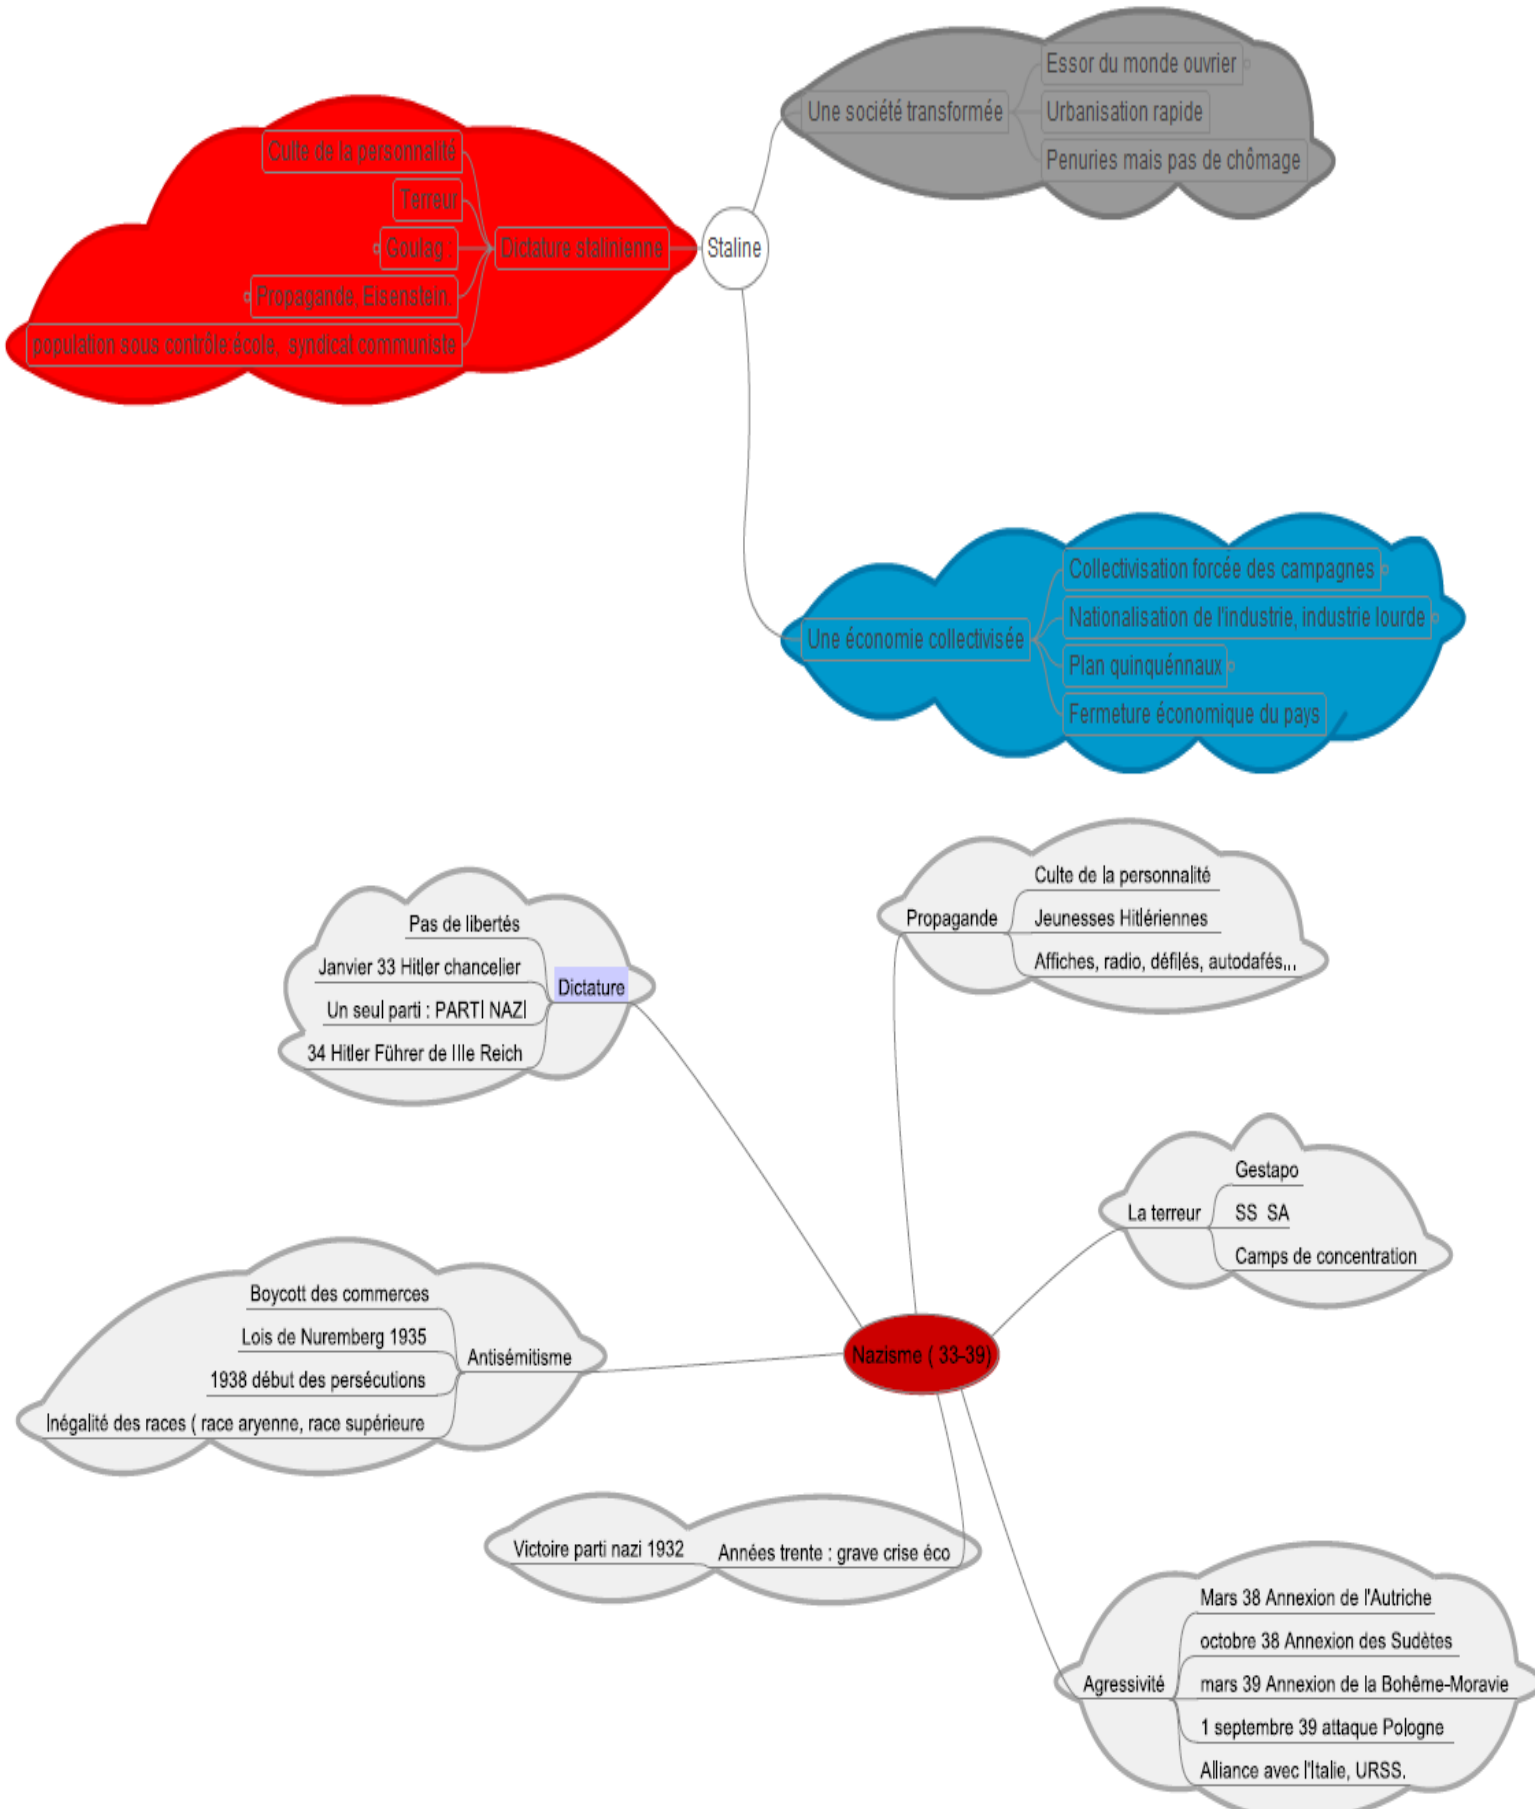 Essor du monde ouvrier
Une société transformée
Urbanisation rapide
Penuries mais pas de chômage
Culte de la personnalité
Terreur
Goulag :
Dictature stalinienne
Staline
Propagande, Eisenstein.
population sous contrôle:école, syndicat communiste
Collectivisation forcée des campagnes
Nationalisation de l'industrie, industrie lourde
Une économie collectivisée
Plan quinquénnaux
Fermeture économique du pays
Culte de la personnalité
Propagande
Jeunesses Hitlériennes
Affiches, radio, défilés, autodafés...
Pas de libertés
Janvier 33 Hitler chancelier
Dictature
Un seul parti : PARTI NAZI
34 Hitler Führer de IIIe Reich
Gestapo
La terreur
SS SA
Camps de concentration
Boycott des commerces
Lois de Nuremberg 1935
Antisémitisme
1938 début des persécutions
Inégalité des races ( race aryenne, race supérieure
Nazisme ( 33-39)
Victoire parti nazi 1932
Années trente : grave crise éco
Mars 38 Annexion de l'Autriche
octobre 38 Annexion des Sudètes
Agressivité
mars 39 Annexion de la Bohême-Moravie
1 septembre 39 attaque Pologne
Alliance avec l'Italie, URSS.